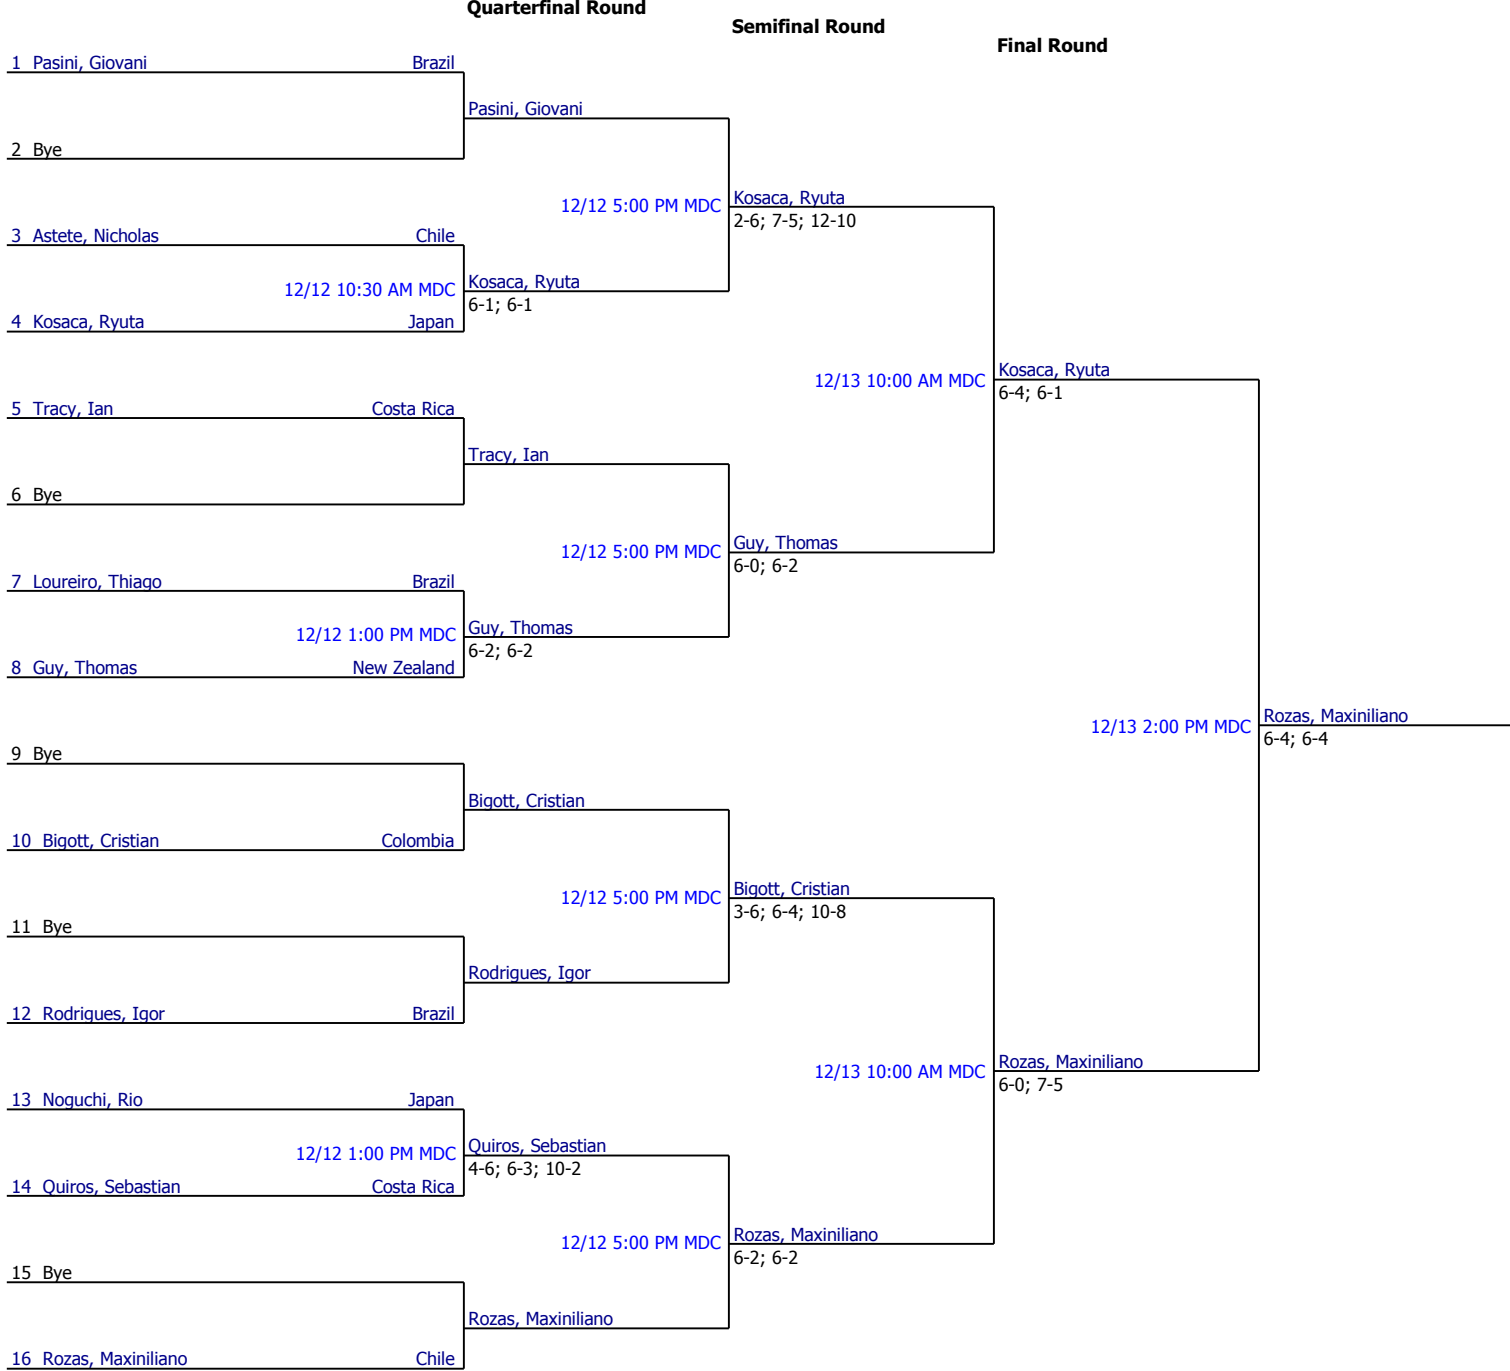 Quarterfinal Round
Semifinal Round
Final Round
1 Pasini, Giovani Brazil
Pasini, Giovani
2 Bye
12/12 5:00 PM MDC Kosaca, Ryuta
2-6; 7-5; 12-10
3 Astete, Nicholas Chile
12/12 10:30 AM MDC Kosaca, Ryuta
6-1; 6-1
4 Kosaca, Ryuta Japan
12/13 10:00 AM MDC Kosaca, Ryuta
6-4; 6-1
5 Tracy, Ian Costa Rica
Tracy, Ian
6 Bye
12/12 5:00 PM MDC Guy, Thomas
6-0; 6-2
7 Loureiro, Thiago Brazil
12/12 1:00 PM MDC Guy, Thomas
6-2; 6-2
8 Guy, Thomas New Zealand
12/13 2:00 PM MDC Rozas, Maxiniliano
6-4; 6-4
9 Bye
Bigott, Cristian
10 Bigott, Cristian Colombia
12/12 5:00 PM MDC Bigott, Cristian
3-6; 6-4; 10-8
11 Bye
Rodrigues, Igor
12 Rodrigues, Igor Brazil
12/13 10:00 AM MDC Rozas, Maxiniliano
6-0; 7-5
13 Noguchi, Rio Japan
12/12 1:00 PM MDC Quiros, Sebastian
4-6; 6-3; 10-2
14 Quiros, Sebastian Costa Rica
12/12 5:00 PM MDC Rozas, Maxiniliano
6-2; 6-2
15 Bye
Rozas, Maxiniliano
16 Rozas, Maxiniliano Chile